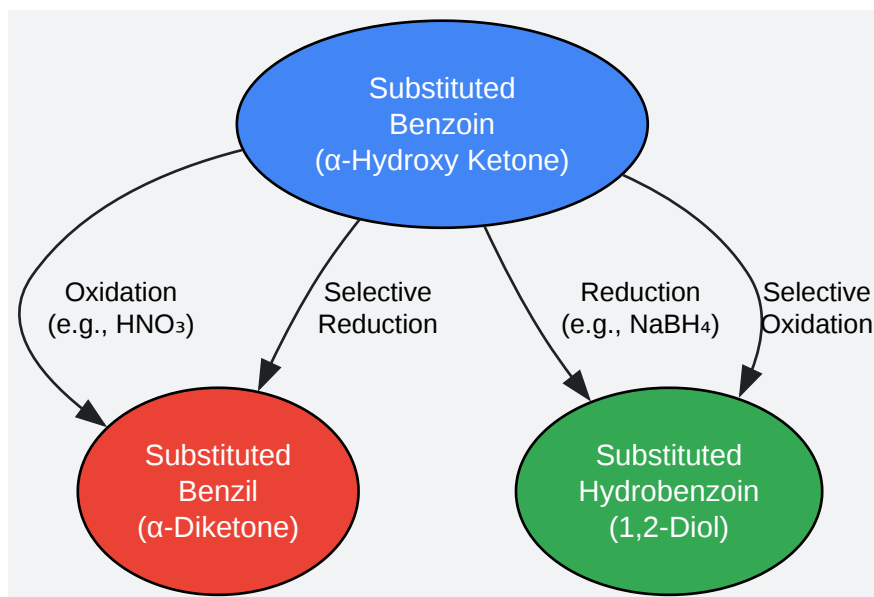 Substituted
Benzoin
(α-Hydroxy Ketone)
Oxidation
(e.g., HNO₃)
Selective
Reduction
Reduction
(e.g., NaBH₄)
Selective
Oxidation
Substituted
Benzil
(α-Diketone)
Substituted
Hydrobenzoin
(1,2-Diol)